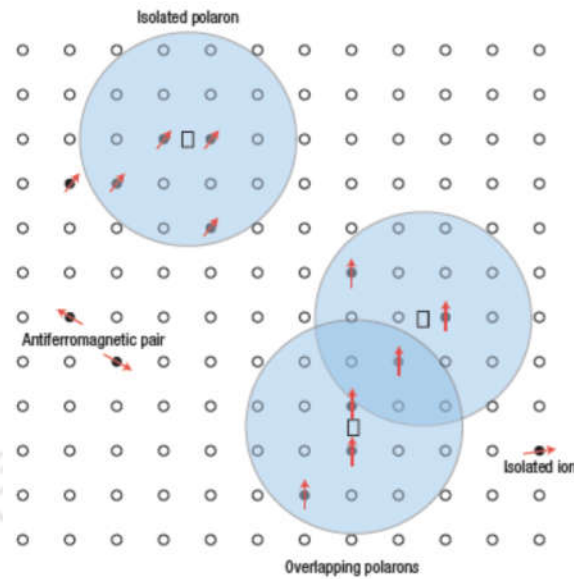 Isolated polaron
Antiferromagnetic pair
Isolated ion
Overlapping polarons